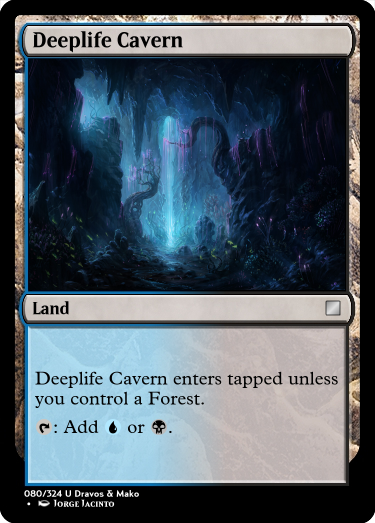 Deeplife Cavern
Land
Deeplife Cavern enters tapped unless
you control a Forest.
: Add or .
080/324 U Dravos & Mako
• Jorge Jacinto